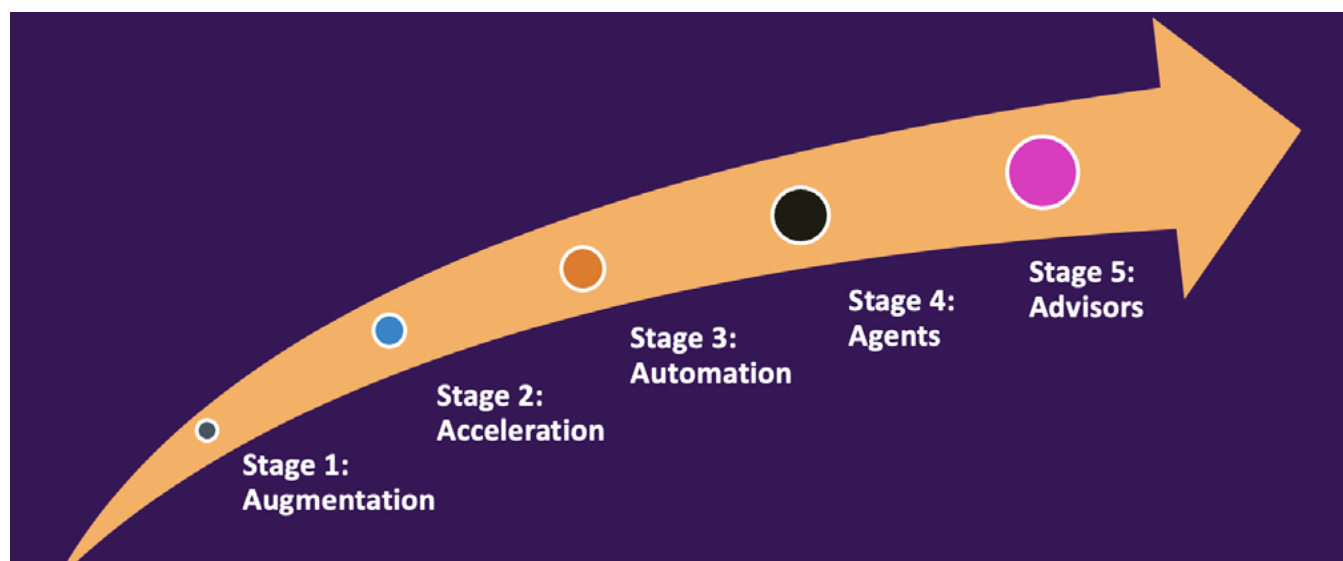 Stage 1:
Augmentation
Stage 2:
Acceleration
Stage 3:
Automation
Stage 4:
Agents
Stage 5:
Advisors